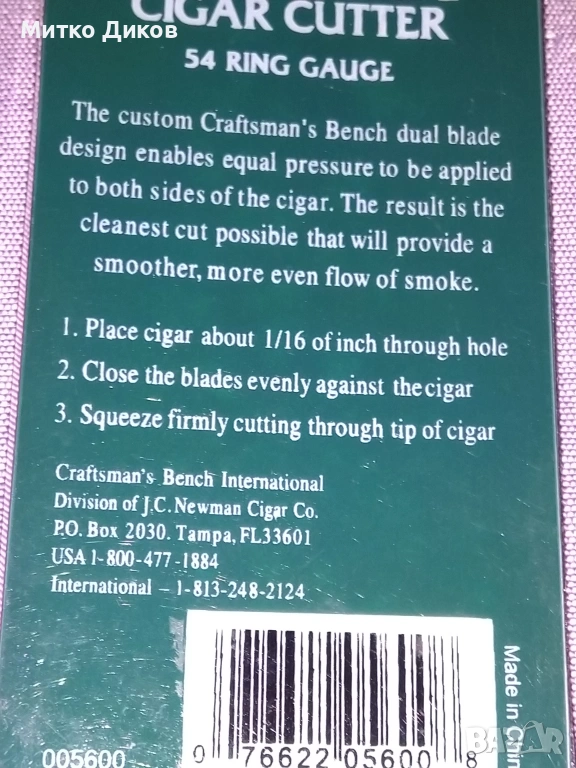 Митко Диков
CIGAR CUTTER
54 RING GAUGE
The custom Craftsman's Bench dual blade
design enables equal pressure to be applied
to both sides of the cigar. The result is the
cleanest cut possible that will provide a
smoother, more even flow of smoke.
1. Place cigar about 1/16 of inch through hole
2. Close the blades evenly against the cigar
3. Squeeze firmly cutting through tip of cigar
Craftsman's Bench International
Division of J.C. Newman Cigar Co.
P.O. Box 2030. Tampa, FL33601
USA 1-800-477-1884
International – 1-813-248-2124
Made in Chin
005600
0 76622 05600 8
BAZAR